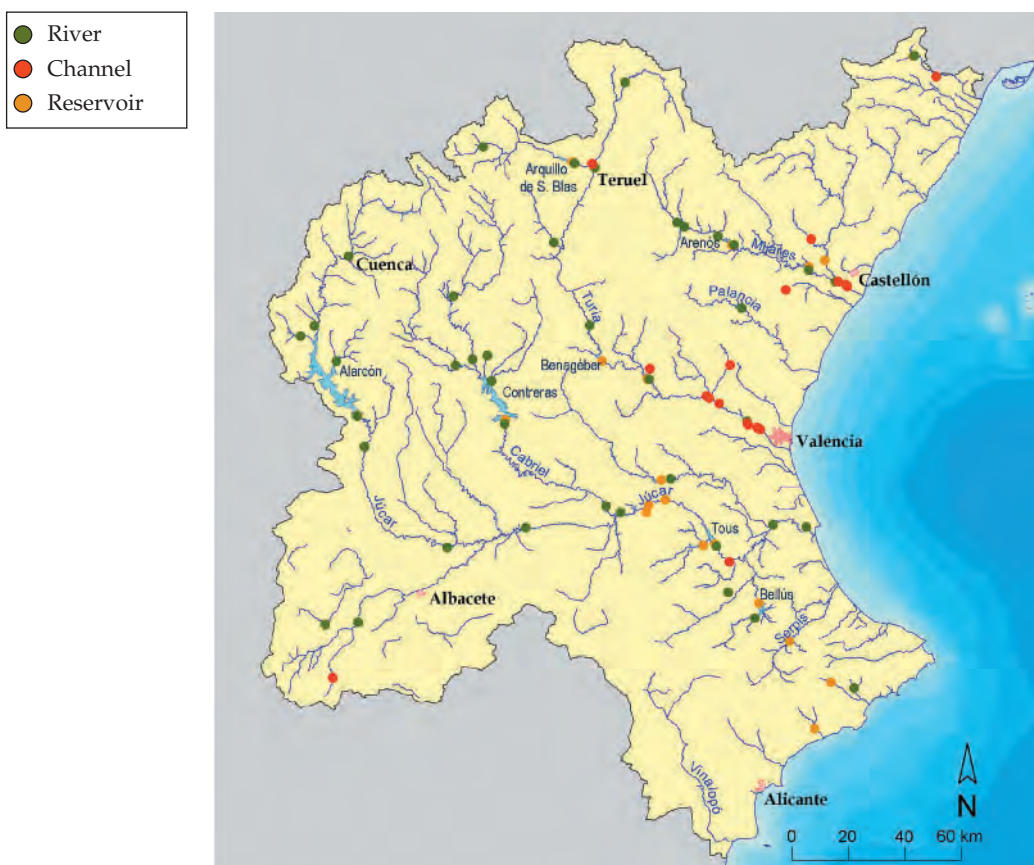 River
Channel
Reservoir
Arquillo
de S. Blas
Teruel
Arenós
Mijares
Cuenca
Castellón
Palancia
Turia
Benagéber
Alarcón
Contreras
Valencia
Cabriel
Júcar
Júcar
Tous
Albacete
Bellús
Serpis
Vinalopó
Alicante
N
0 20 40 60 km